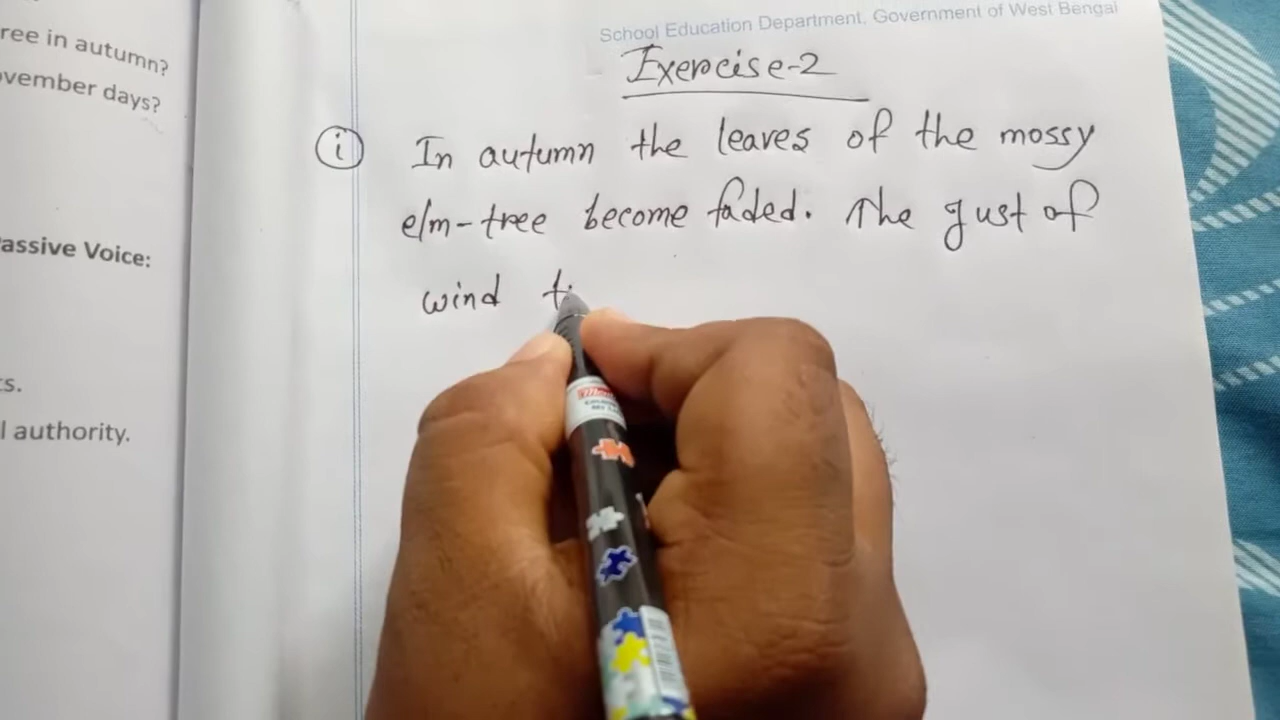 ree in autumn?
vember days?
assive Voice:
s.
l authority.
School Education Department, Government of West Bengal
Exercise-2
i In autumn the leaves of the mossy
elm-tree become faded. The gust of
wind